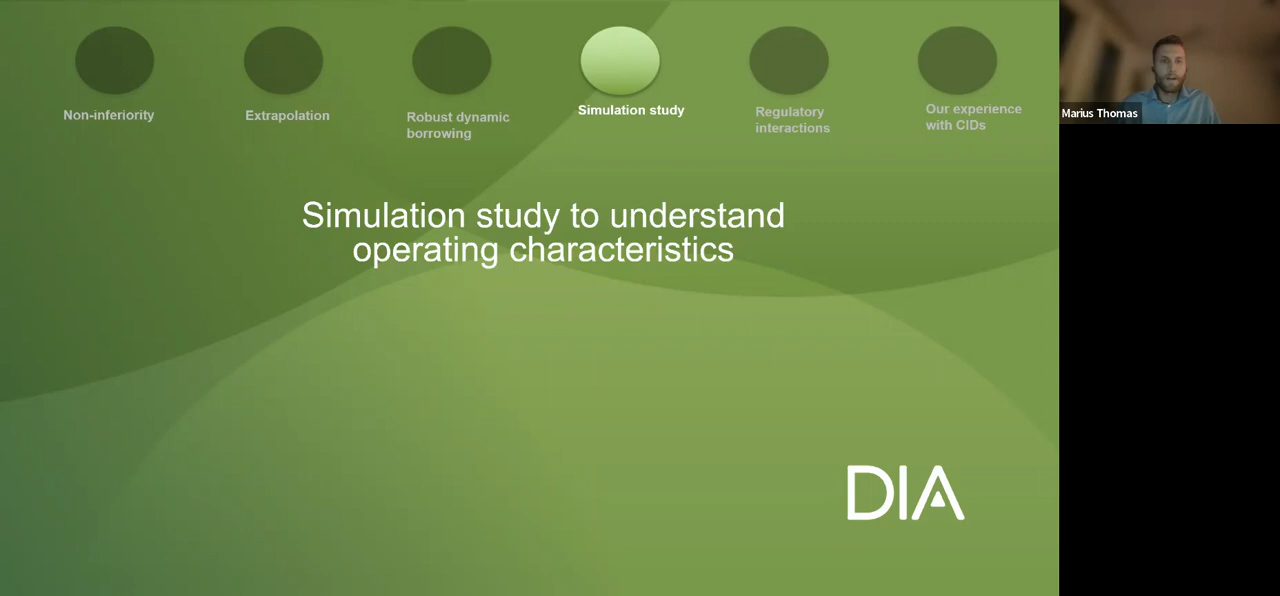 Non-inferiority
Extrapolation
Robust dynamic
borrowing
Simulation study
Regulatory
interactions
Our experience
with CIDs
Marius Thomas
Simulation study to understand
operating characteristics
DIA